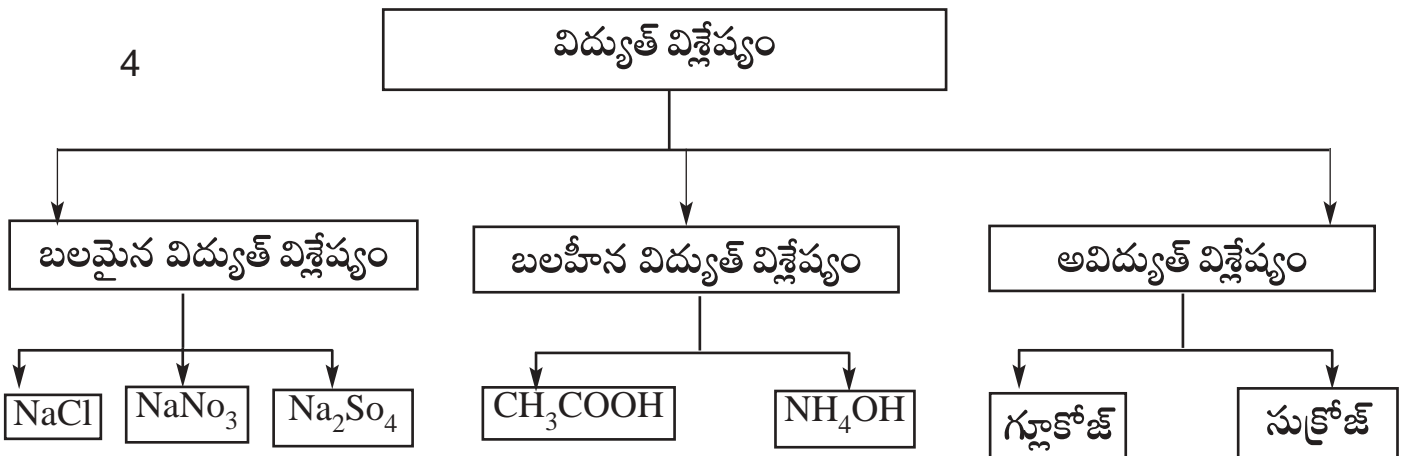 4
విద్యుత్ విశ్లేష్యం
బలమైన విద్యుత్ విశ్లేష్యం
బలహీన విద్యుత్ విశ్లేష్యం
అవిద్యుత్ విశ్లేష్యం
NaCl
NaNo₃
Na₂So₄
CH₃COOH
NH₄OH
గ్లూకోజ్
సుక్రోజ్